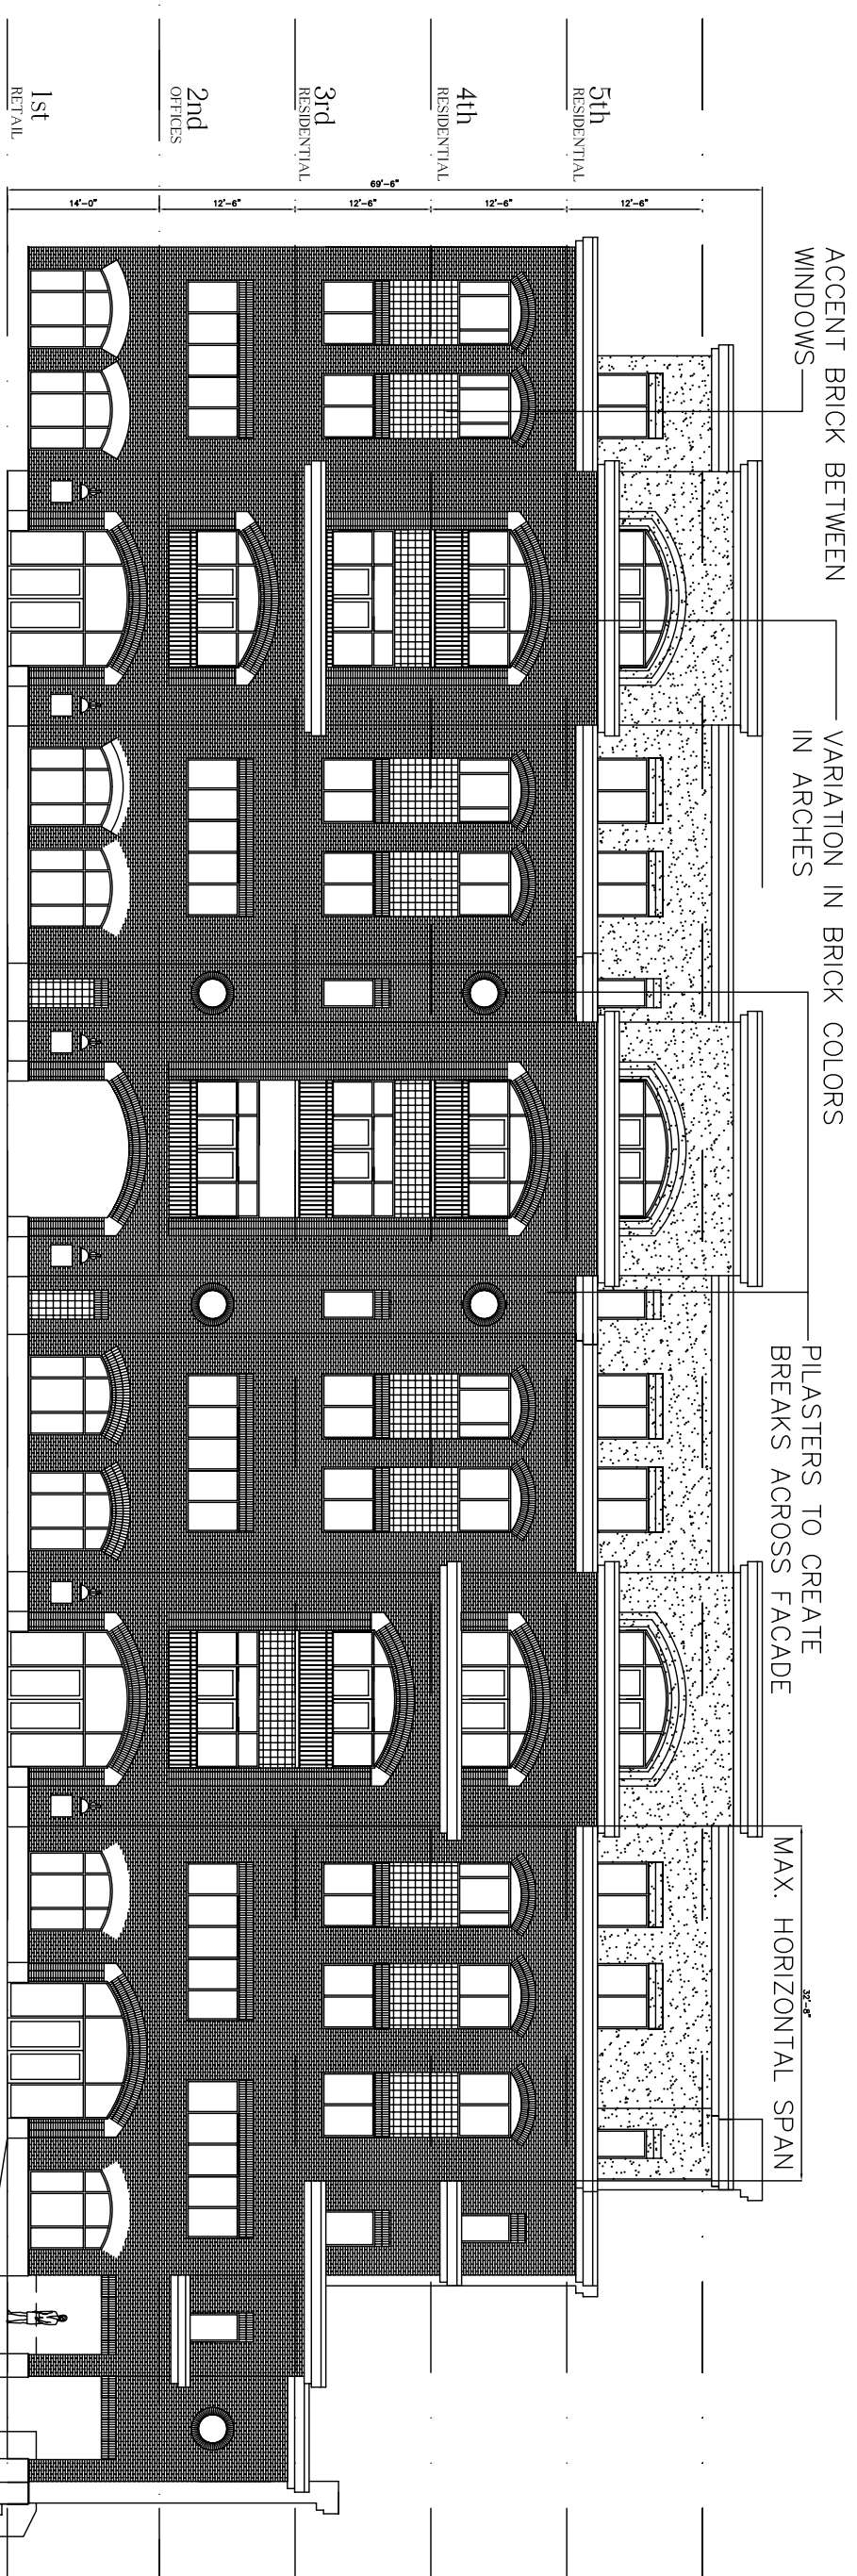 ACCENT BRICK BETWEEN
WINDOWS
VARIATION IN BRICK COLORS
IN ARCHES
PILASTERS TO CREATE
BREAKS ACROSS FACADE
MAX. HORIZONTAL SPAN
32'-8"
5th
RESIDENTIAL
12'-6"
4th
RESIDENTIAL
12'-6"
3rd
RESIDENTIAL
12'-6"
69'-6"
2nd
OFFICES
12'-6"
1st
RETAIL
14'-0"